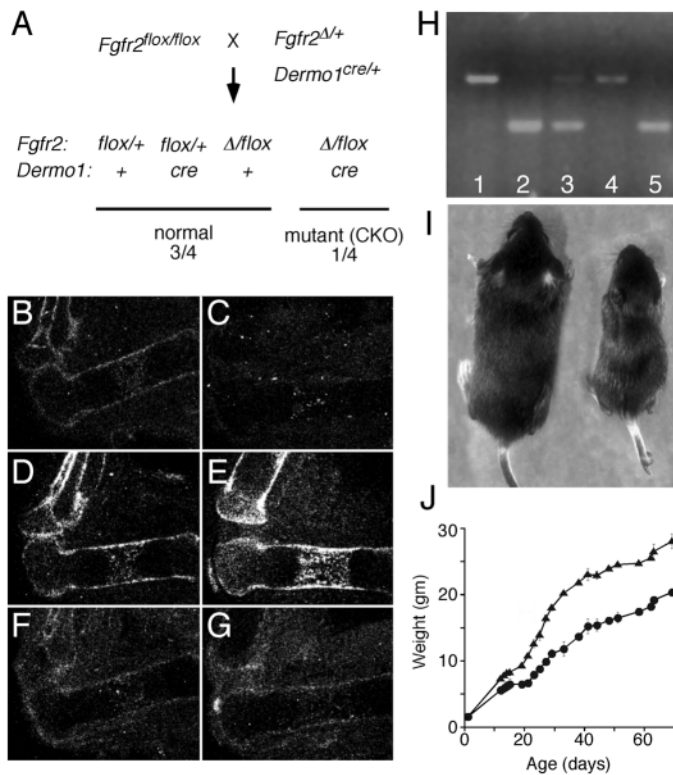 A
Fgfr2flox/flox X Fgfr2Δ/+
Dermo1cre/+
Fgfr2: flox/+ flox/+ Δ/flox Δ/flox
Dermo1: + cre + cre
normal mutant (CKO)
3/4 1/4
B C
D E
F G
H
1 2 3 4 5
I
J
30
20
10
0
Weight (gm)
0 20 40 60
Age (days)